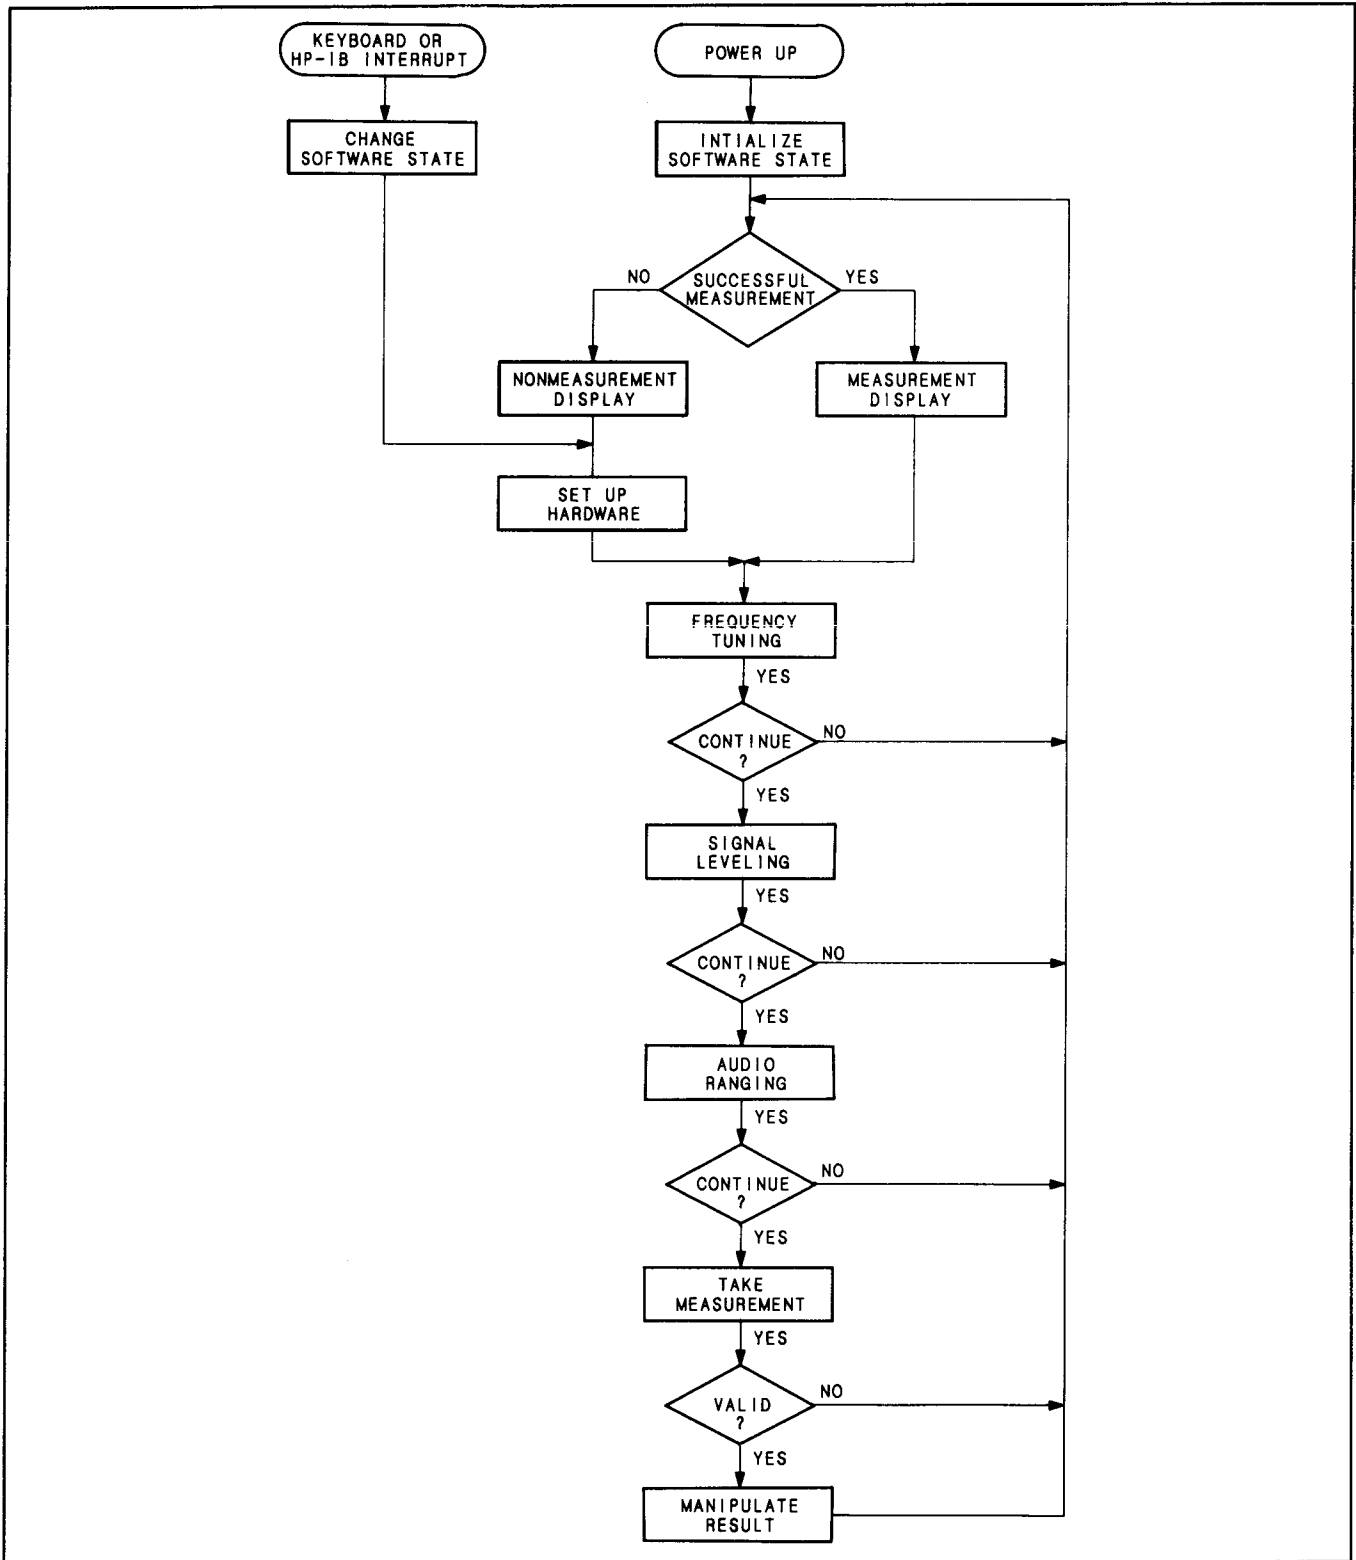 KEYBOARD OR
HP-IB INTERRUPT
POWER UP
CHANGE
SOFTWARE STATE
INTIALIZE
SOFTWARE STATE
NO
SUCCESSFUL
MEASUREMENT
YES
NONMEASUREMENT
DISPLAY
MEASUREMENT
DISPLAY
SET UP
HARDWARE
FREQUENCY
TUNING
YES
CONTINUE
?
NO
YES
SIGNAL
LEVELING
YES
CONTINUE
?
NO
YES
AUDIO
RANGING
YES
CONTINUE
?
NO
YES
TAKE
MEASUREMENT
YES
VALID
?
NO
YES
MANIPULATE
RESULT